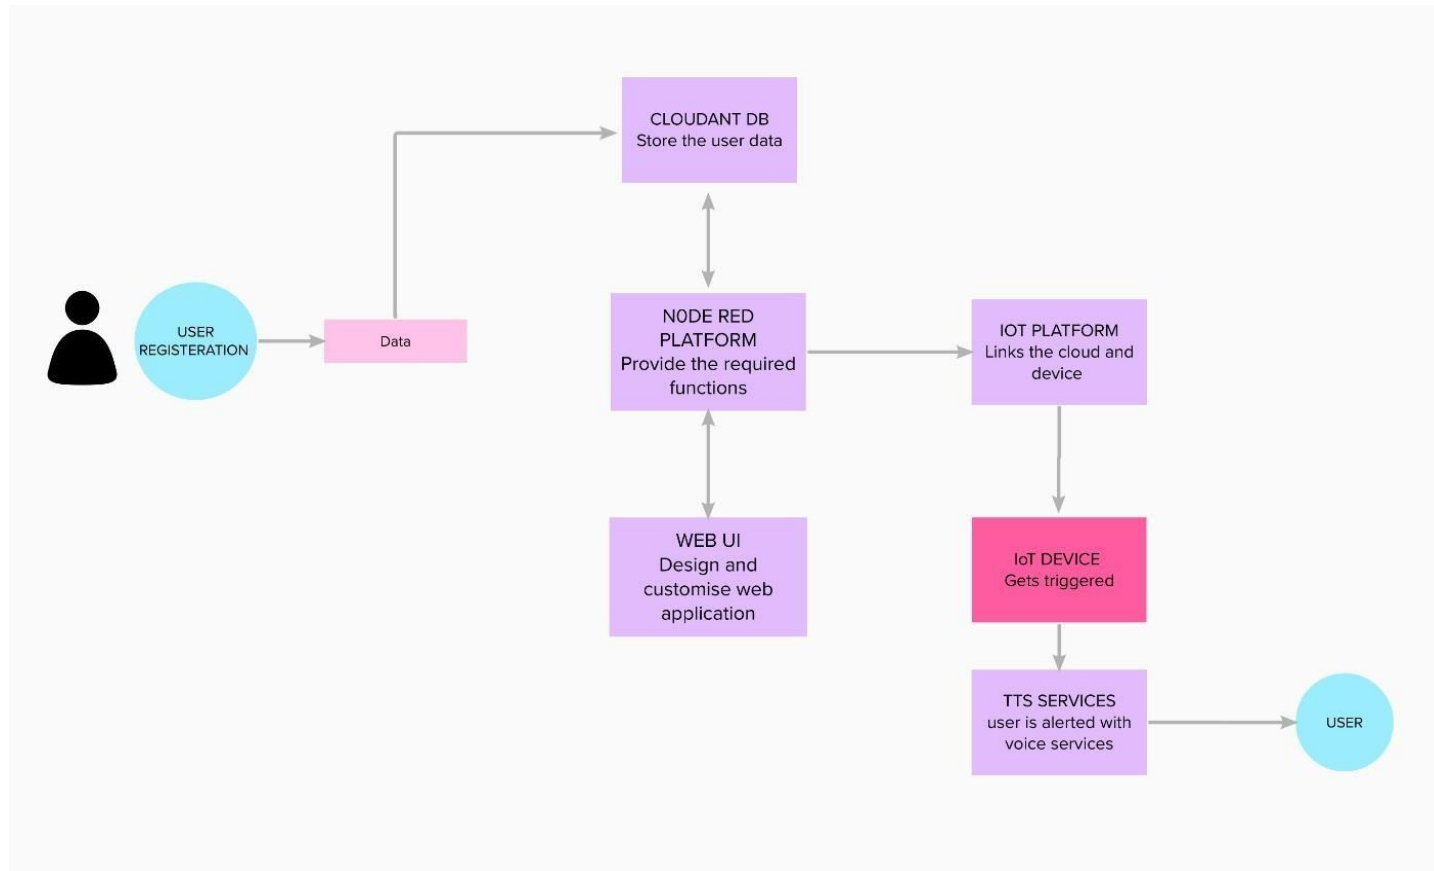 CLOUDANT DB
Store the user data
USER
REGISTERATION
Data
N0DE RED
PLATFORM
Provide the required
functions
IOT PLATFORM
Links the cloud and
device
WEB UI
Design and
customise web
application
IoT DEVICE
Gets triggered
TTS SERVICES
user is alerted with
voice services
USER